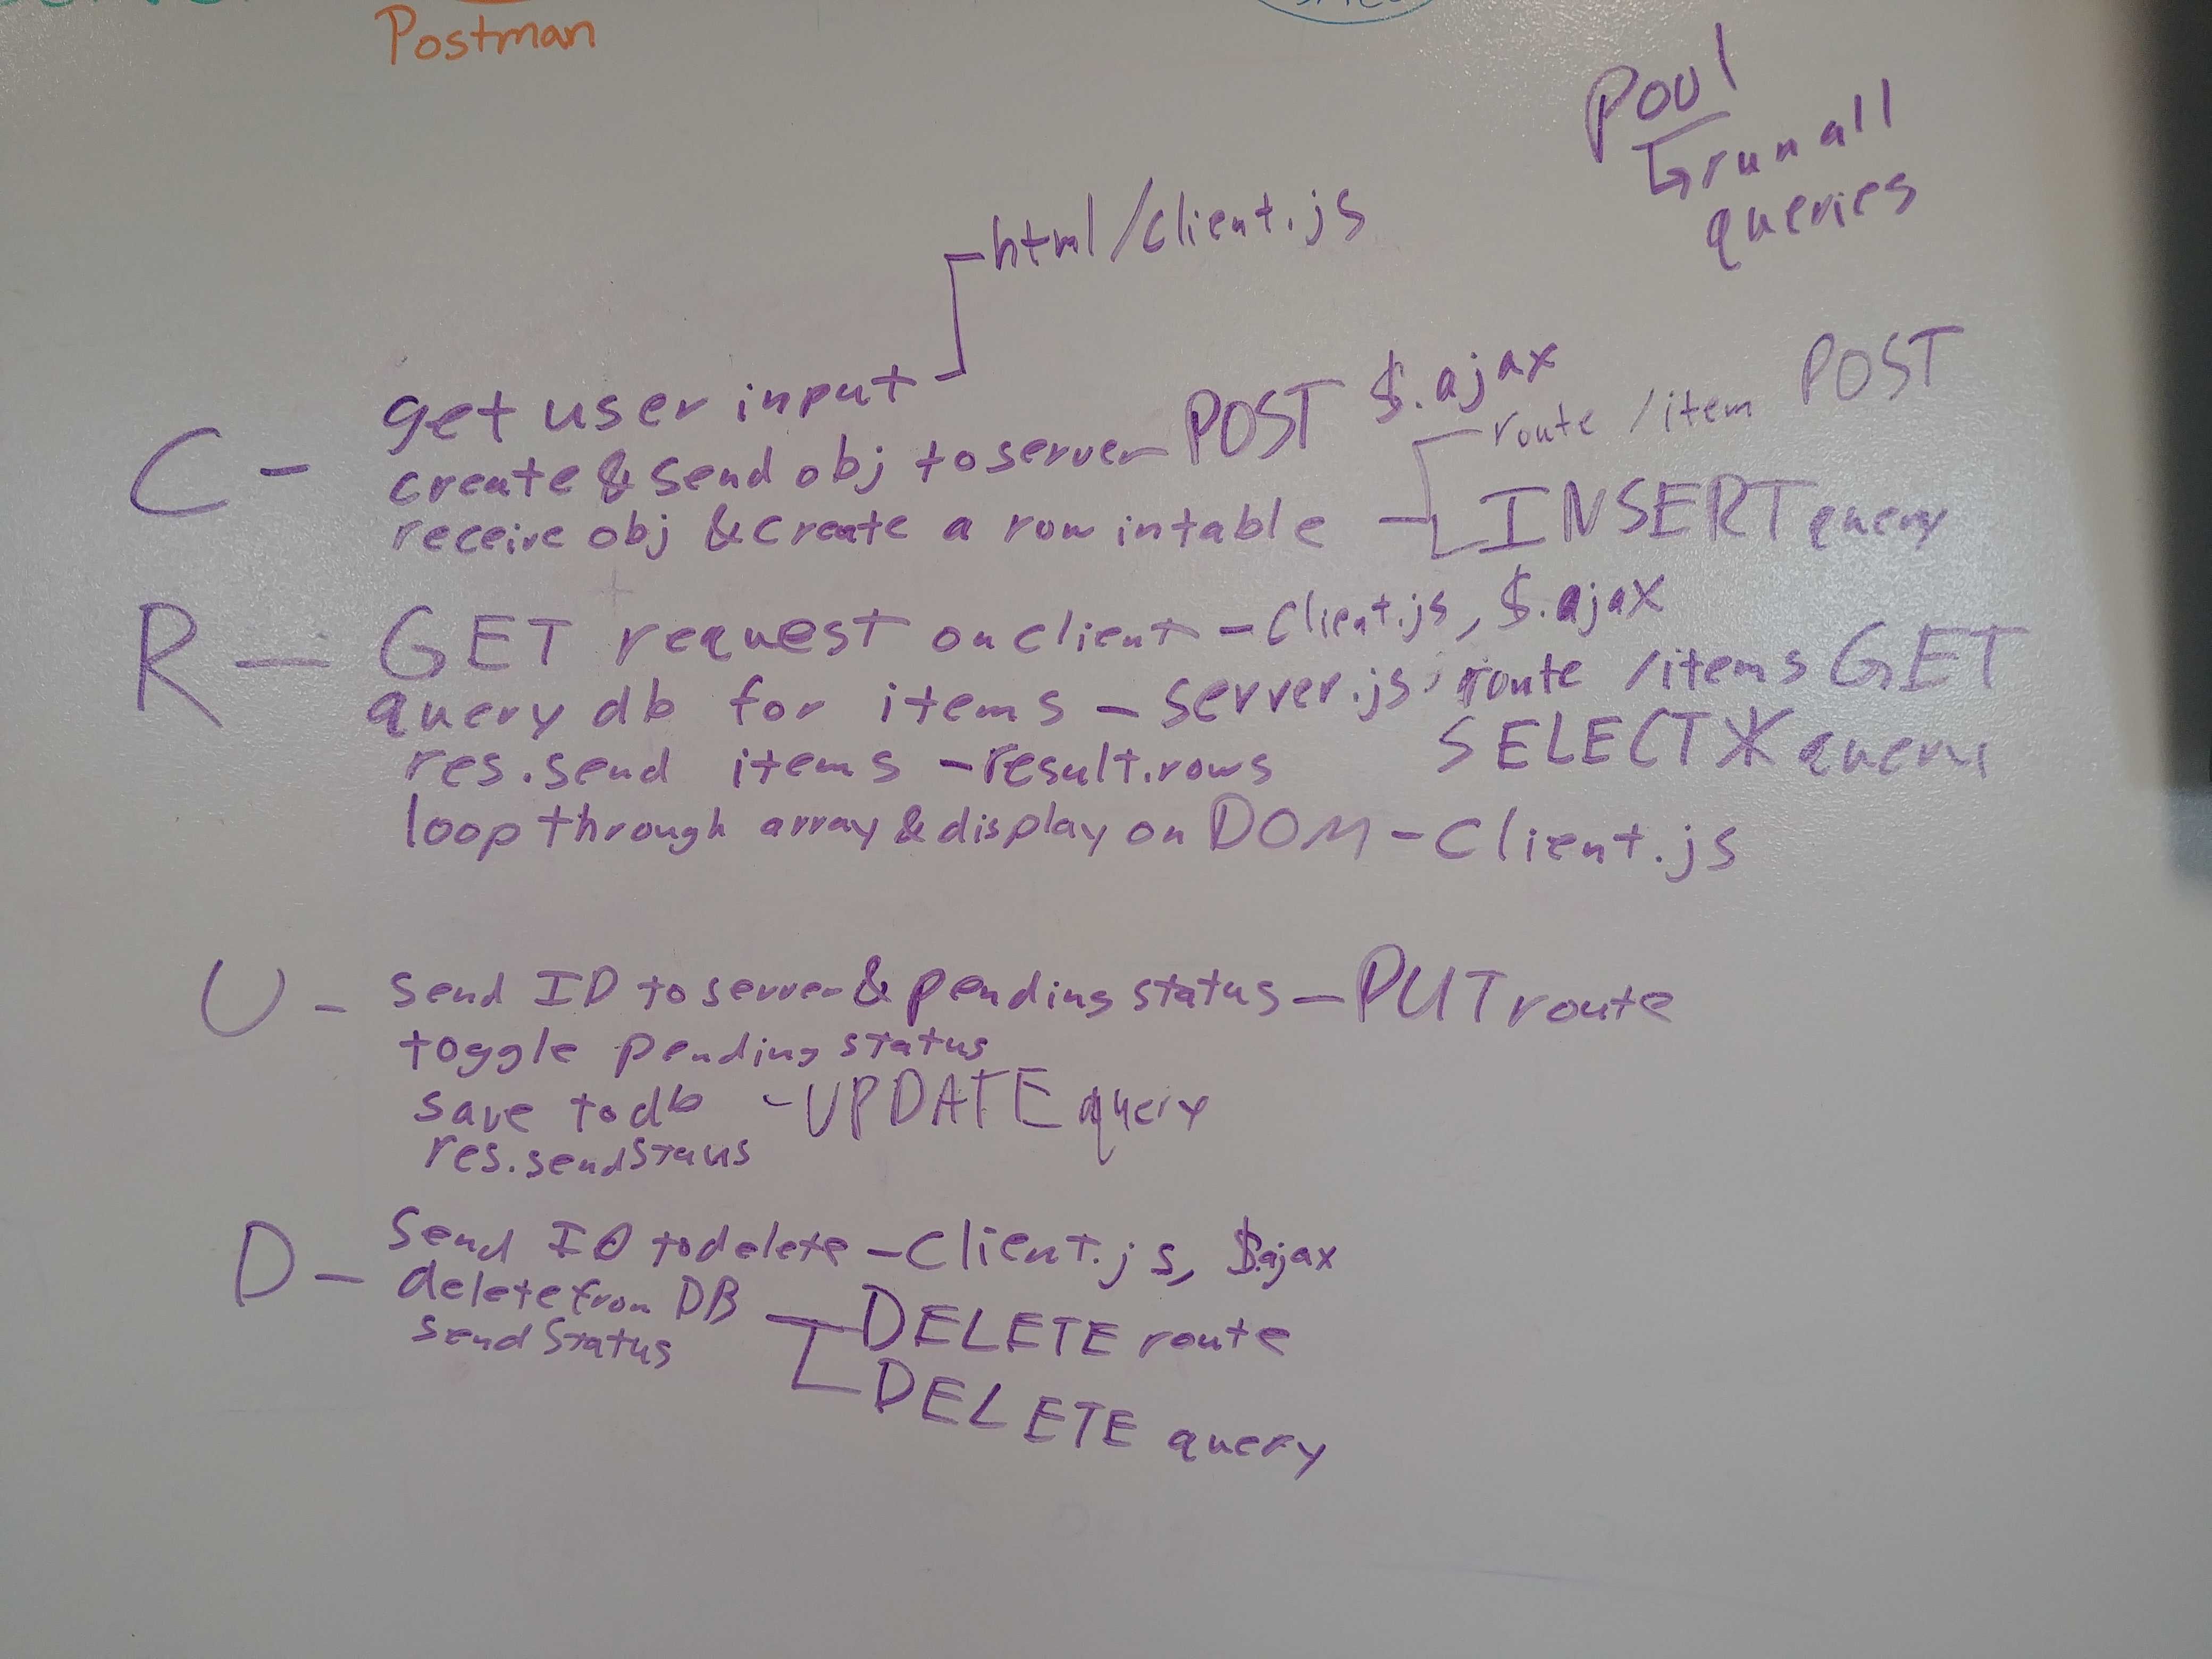 Postman
Pool
run all
queries
html/client.js
C - get user input
create & send obj to server - POST $.ajax
route /item POST
receive obj & create a row in table - INSERT query
R - GET request on client - client.js, $.ajax
query db for items - server.js route /items GET
SELECT * query
res.send items - result.rows
loop through array & display on DOM - client.js
U - send ID to server & pending status - PUT route
toggle pending status
save to db - UPDATE query
res.sendStaus
D - Send ID to delete - client.js, $.ajax
delete from DB - DELETE route
sendStatus
DELETE query